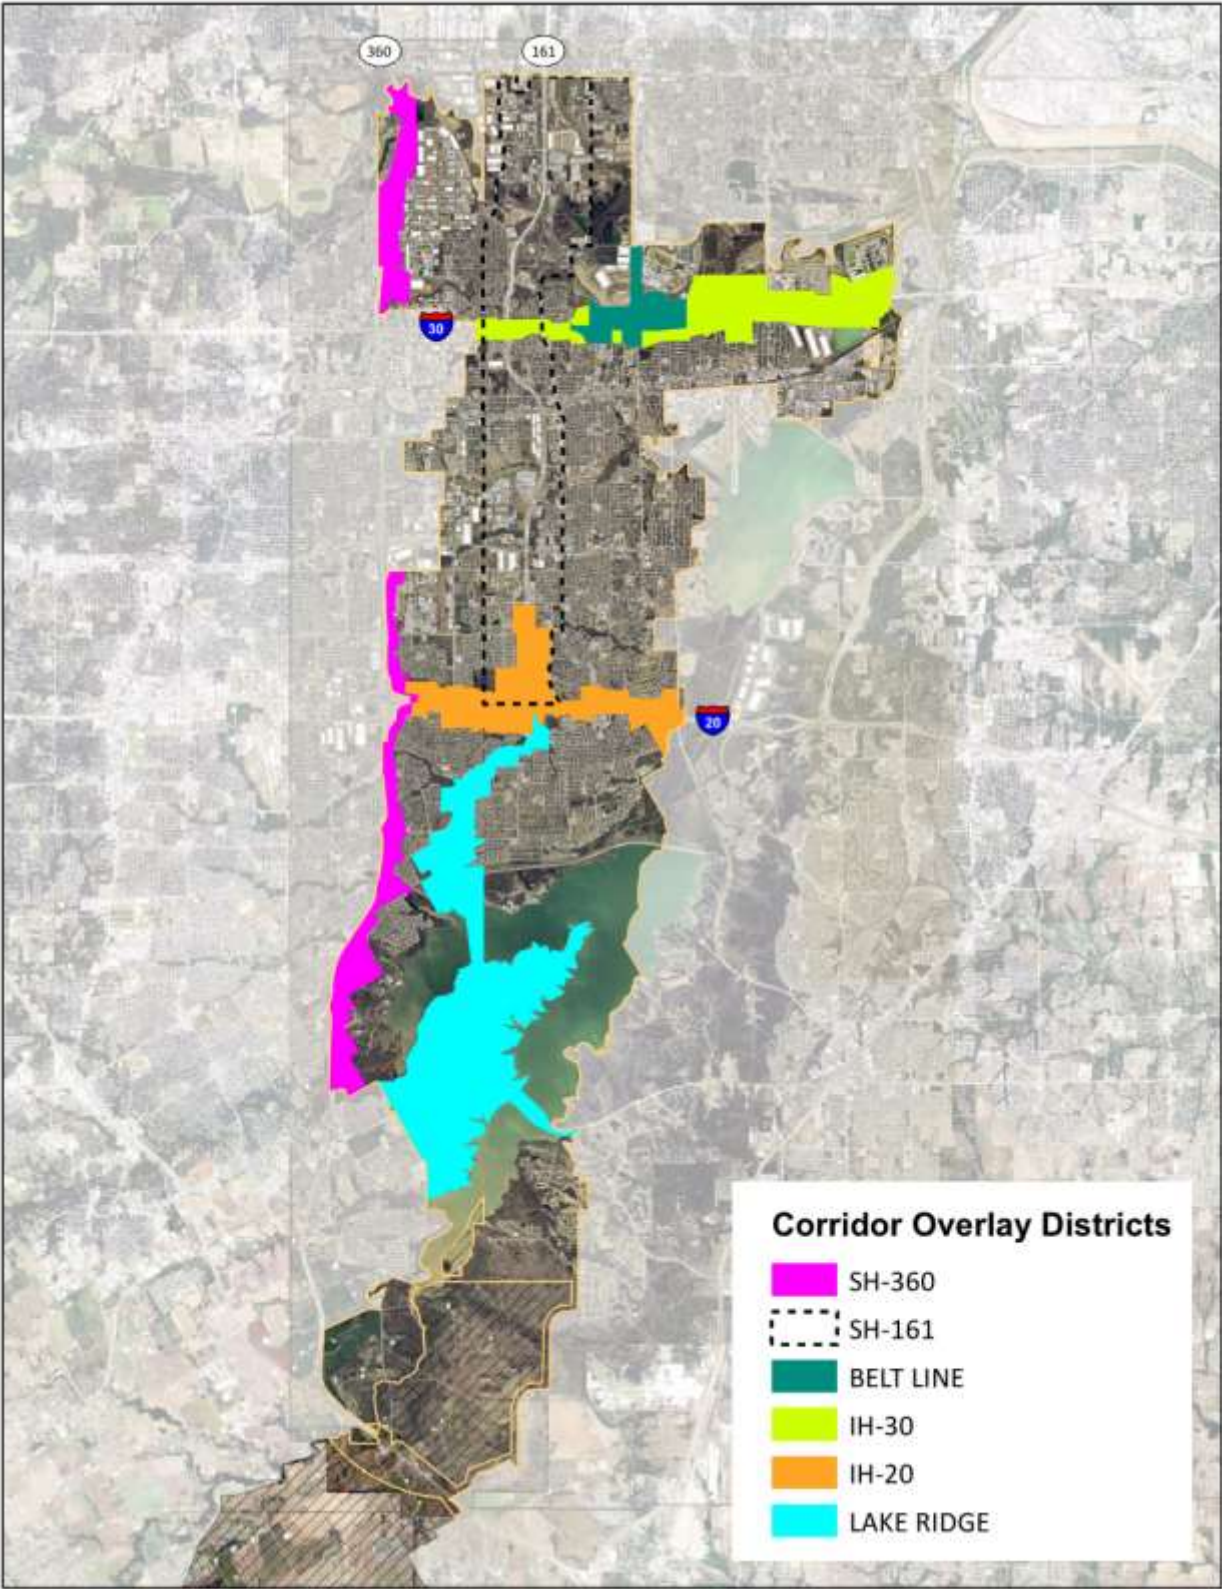 360
161
30
20
Corridor Overlay Districts
SH-360
SH-161
BELT LINE
IH-30
IH-20
LAKE RIDGE